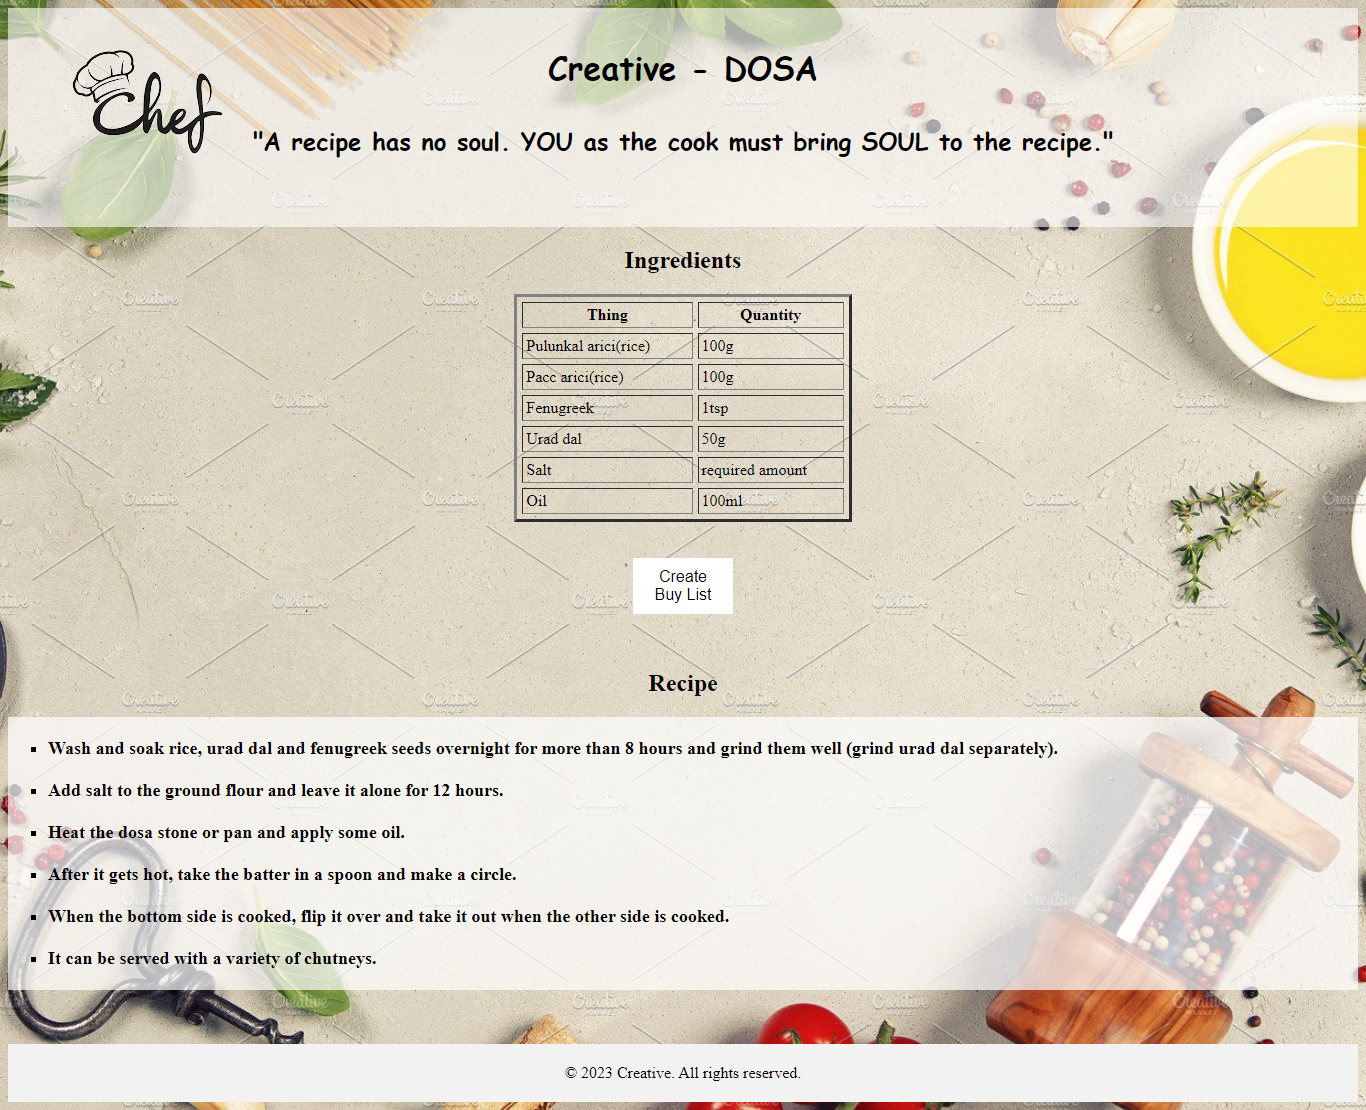 Chef
Creative - DOSA
"A recipe has no soul. YOU as the cook must bring SOUL to the recipe."
Ingredients
Thing Quantity
Pulunkal arici(rice) 100g
Pacc arici(rice) 100g
Fenugreek 1tsp
Urad dal 50g
Salt required amount
Oil 100ml
Create
Buy List
Recipe
Wash and soak rice, urad dal and fenugreek seeds overnight for more than 8 hours and grind them well (grind urad dal separately).
Add salt to the ground flour and leave it alone for 12 hours.
Heat the dosa stone or pan and apply some oil.
After it gets hot, take the batter in a spoon and make a circle.
When the bottom side is cooked, flip it over and take it out when the other side is cooked.
It can be served with a variety of chutneys.
© 2023 Creative. All rights reserved.
Creative
MARKET